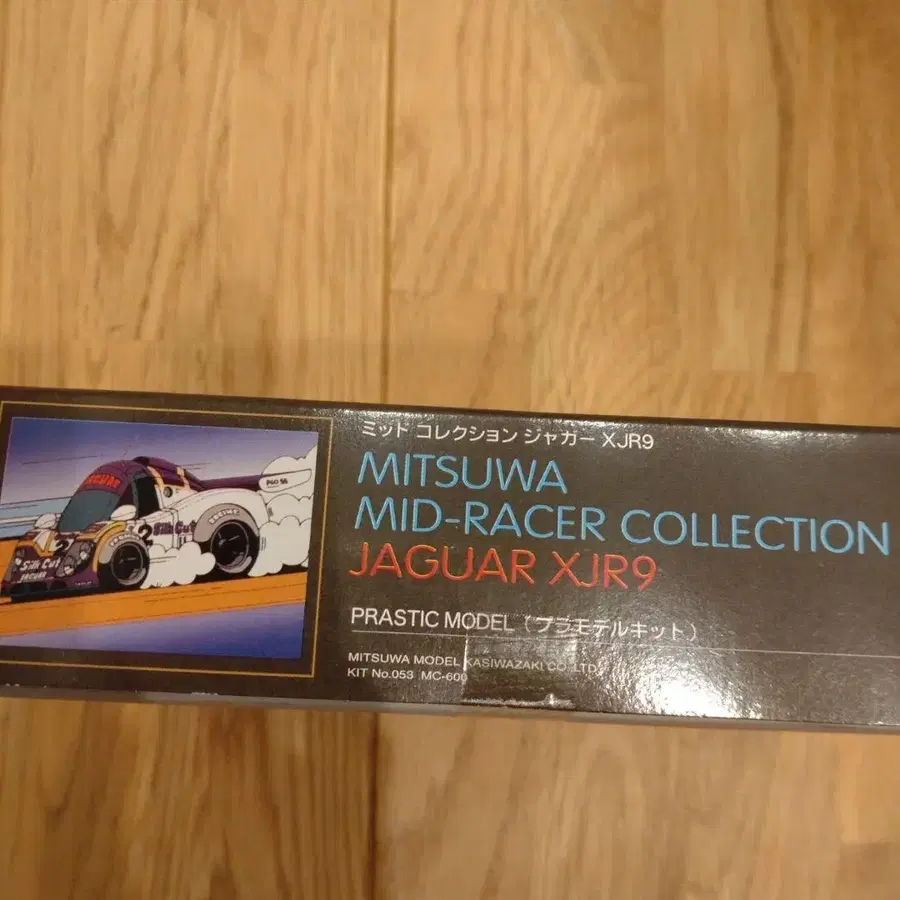 ミッド コレクション ジャガー XJR9
MITSUWA
MID-RACER COLLECTION
JAGUAR XJR9
PRASTIC MODEL (プラモデルキット)
MITSUWA MODEL KASIWAZAKI CO. LTD.
KIT No.053 MC-600
JAGUAR
2
Silk Cut
Silk Cut
JAGUAR